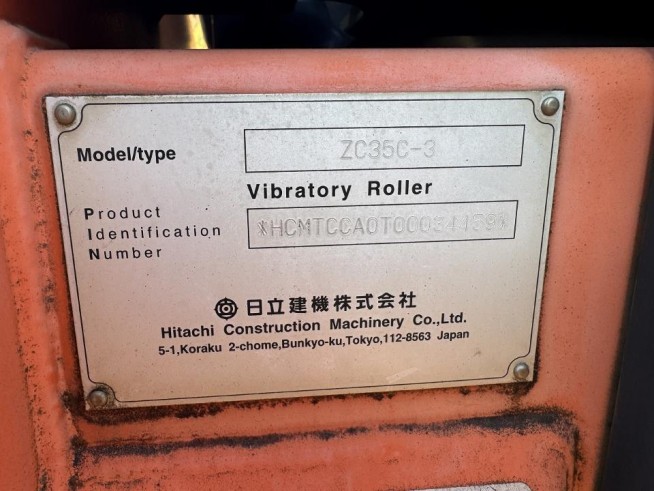 Model/type
ZC35C-3
Vibratory Roller
Product
Identification
Number
日立建機株式会社
Hitachi Construction Machinery Co.,Ltd.
5-1,Koraku 2-chome,Bunkyo-ku,Tokyo,112-8563 Japan